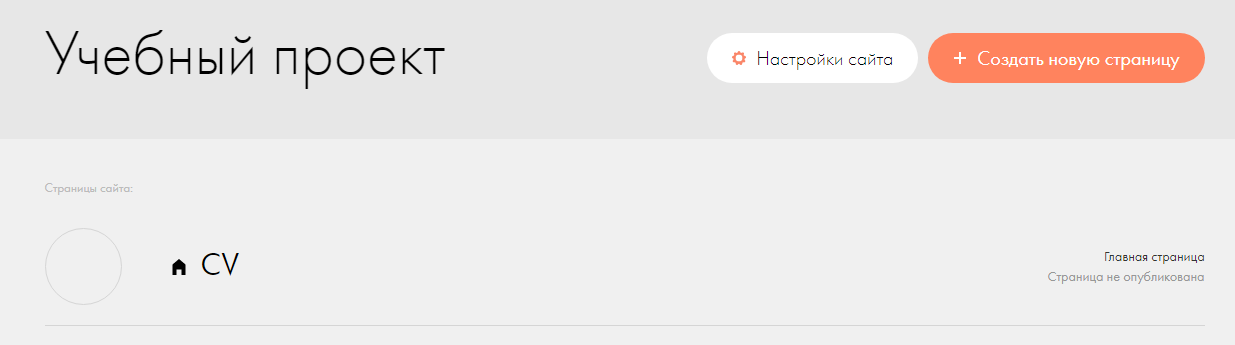 Учебный проект
Настройки сайта
+ Создать новую страницу
Страницы сайта:
CV
Главная страница
Страница не опубликована